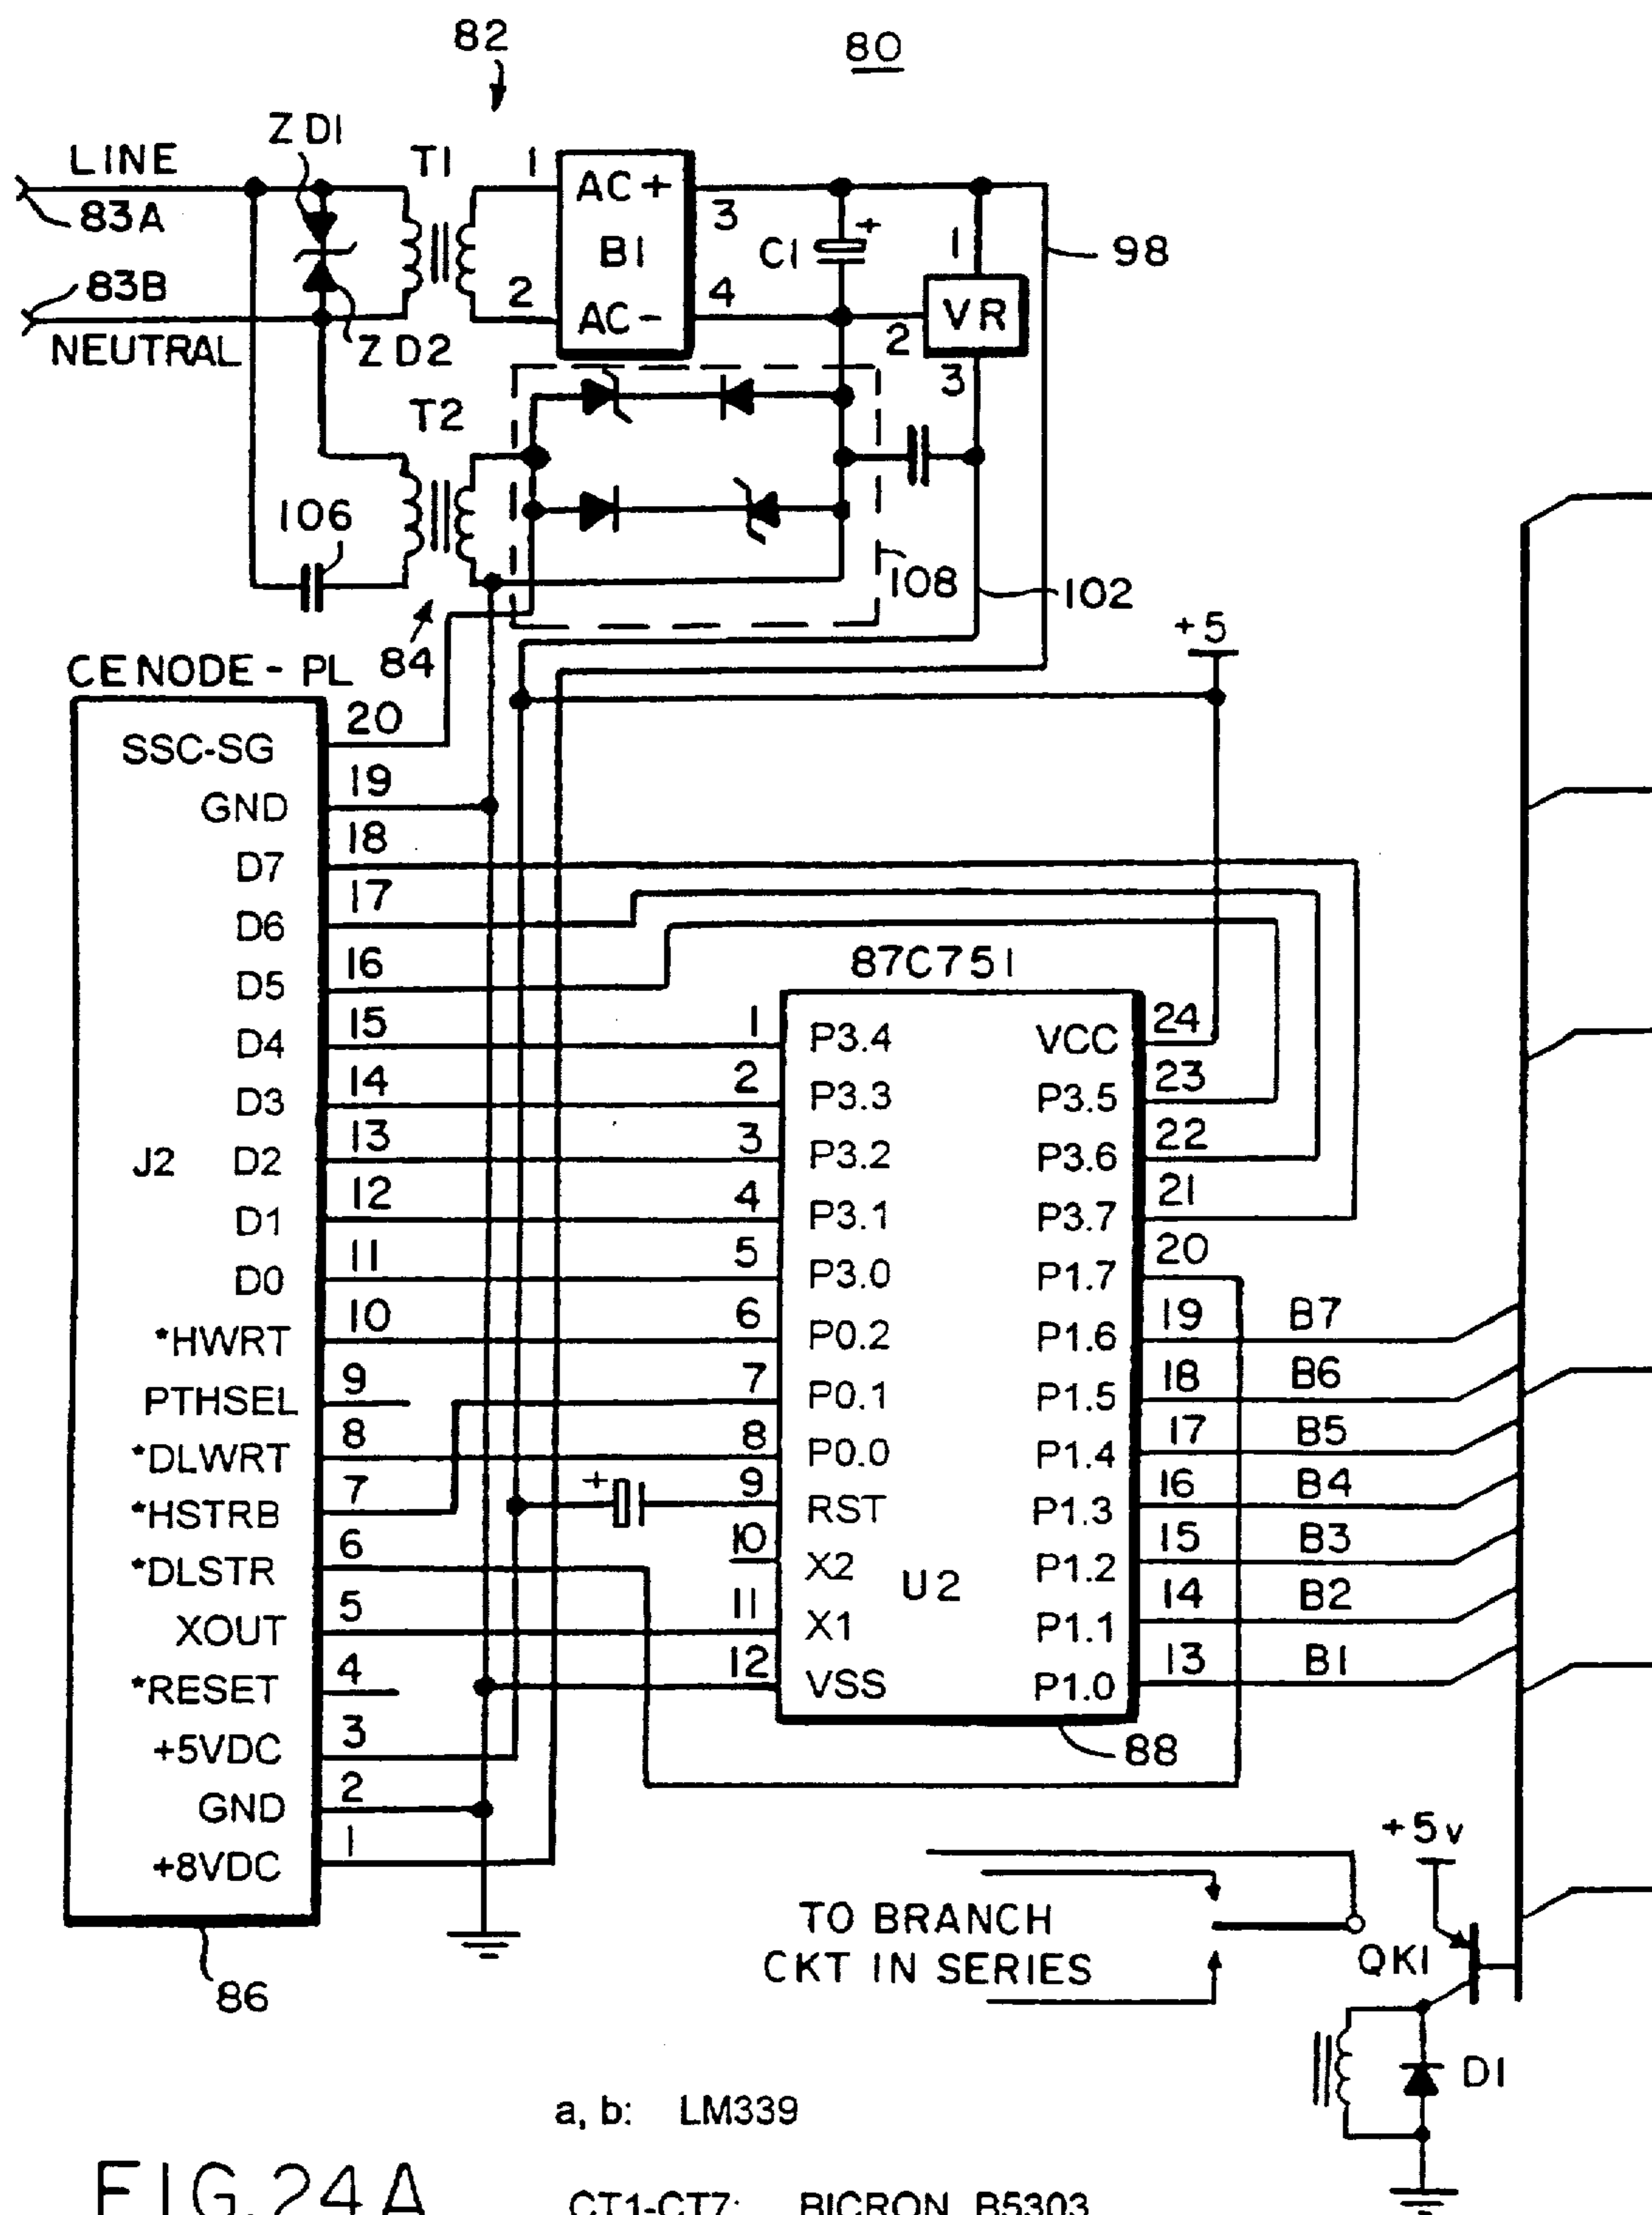 82
80
ZD1
LINE
T1
1
AC+
3
83A
B1
C1
+
1
98
83B
2
AC-
4
2
VR
NEUTRAL
ZD2
3
T2
106
108
102
84
+5
CENODE-PL
SSC-SG 20
GND 19
D7 18
D6 17
D5 16
D4 15
D3 14
J2 D2 13
D1 12
D0 11
*HWRT 10
PTHSEL 9
*DLWRT 8
*HSTRB 7
*DLSTR 6
XOUT 5
*RESET 4
+5VDC 3
GND 2
+8VDC 1
86
87C751
1 P3.4 VCC 24
2 P3.3 P3.5 23
3 P3.2 P3.6 22
4 P3.1 P3.7 21
5 P3.0 P1.7 20
6 P0.2 P1.6 19 B7
7 P0.1 P1.5 18 B6
8 P0.0 P1.4 17 B5
+ 9 RST P1.3 16 B4
10 X2 P1.2 15 B3
U2
11 X1 P1.1 14 B2
12 VSS P1.0 13 B1
88
+5v
TO BRANCH
CKT IN SERIES
QK1
D1
a, b: LM339
FIG.24A
CT1-CT7: BICRON B5303